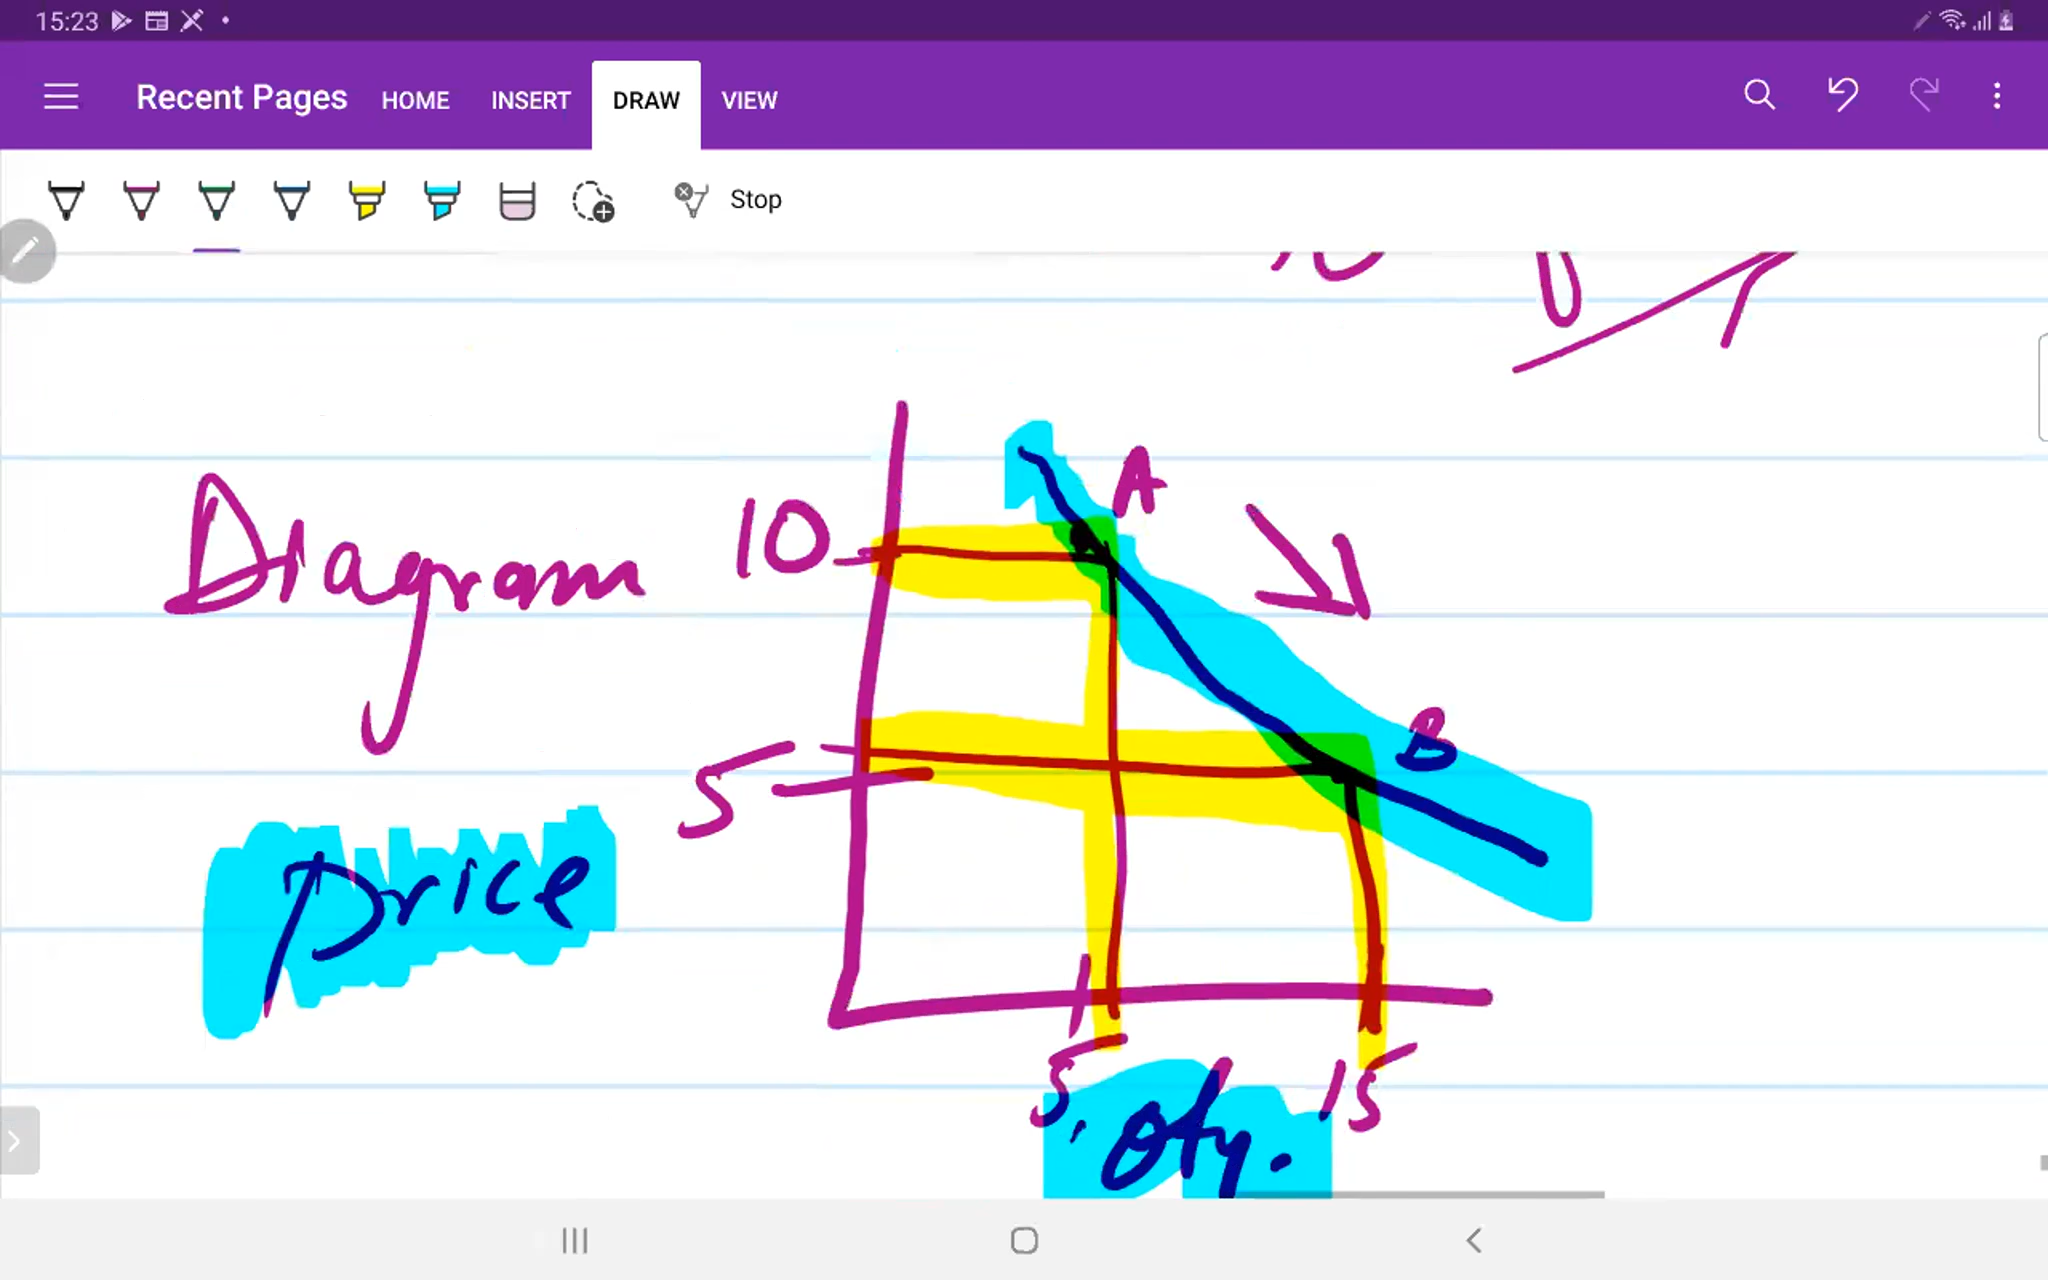 15:23
Recent Pages HOME INSERT DRAW VIEW
Stop
A
Diagram 10
B
5
Price
5, 15
Qty.